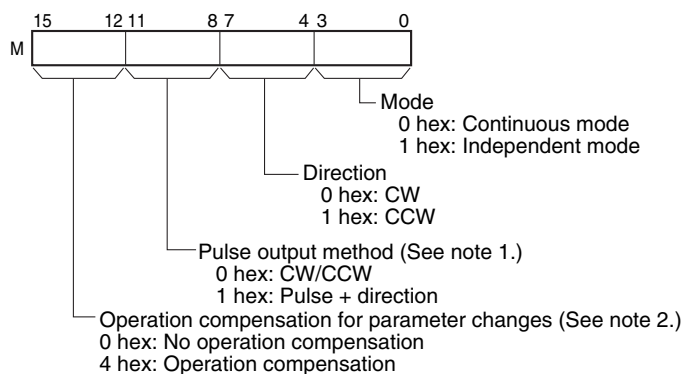 15 12 11 8 7 4 3 0
M
Mode
0 hex: Continuous mode
1 hex: Independent mode
Direction
0 hex: CW
1 hex: CCW
Pulse output method (See note 1.)
0 hex: CW/CCW
1 hex: Pulse + direction
Operation compensation for parameter changes (See note 2.)
0 hex: No operation compensation
4 hex: Operation compensation